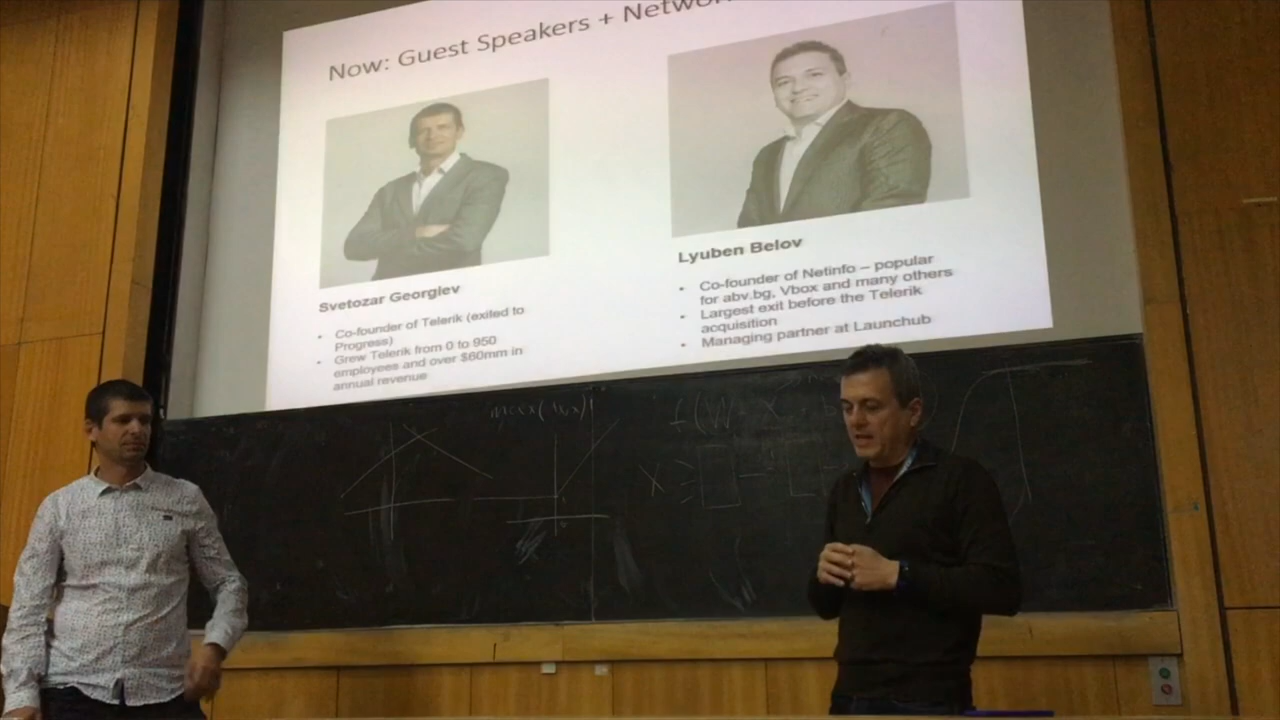 Now: Guest Speakers + Networ
Svetozar Georgiev
• Co-founder of Telerik (exited to
Progress)
• Grew Telerik from 0 to 950
employees and over $60mm in
annual revenue
Lyuben Belov
• Co-founder of Netinfo – popular
for abv.bg, Vbox and many others
• Largest exit before the Telerik
acquisition
• Managing partner at Launchub
f(W x
x